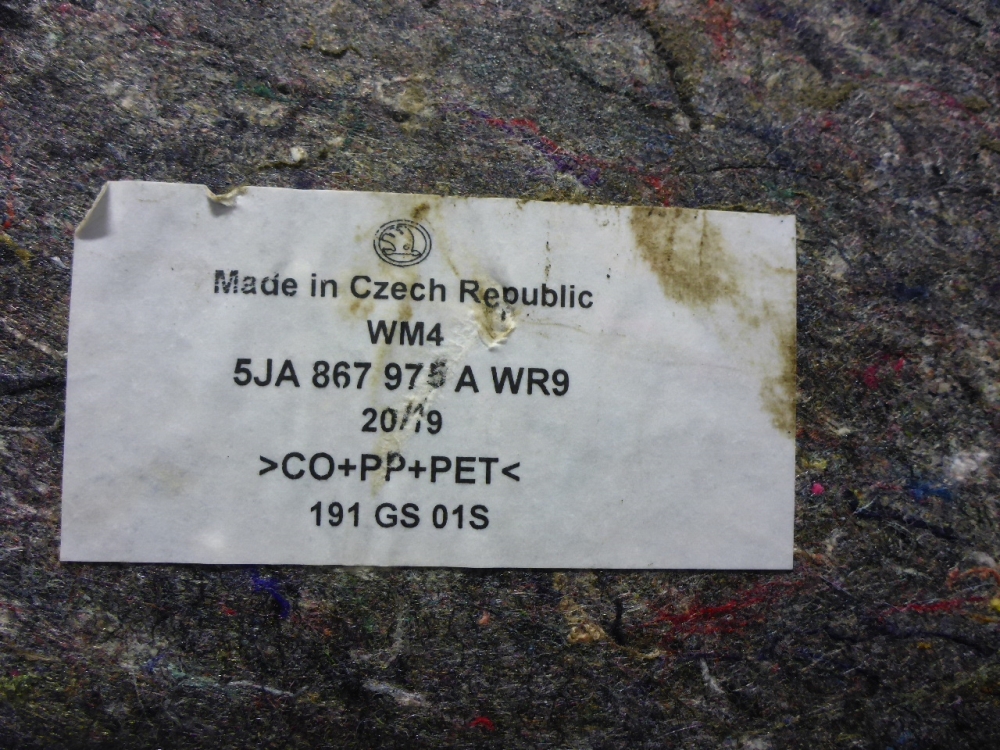 Made in Czech Republic
WM4
5JA 867 975 A WR9
20/19
>CO+PP+PET<
191 GS 01S